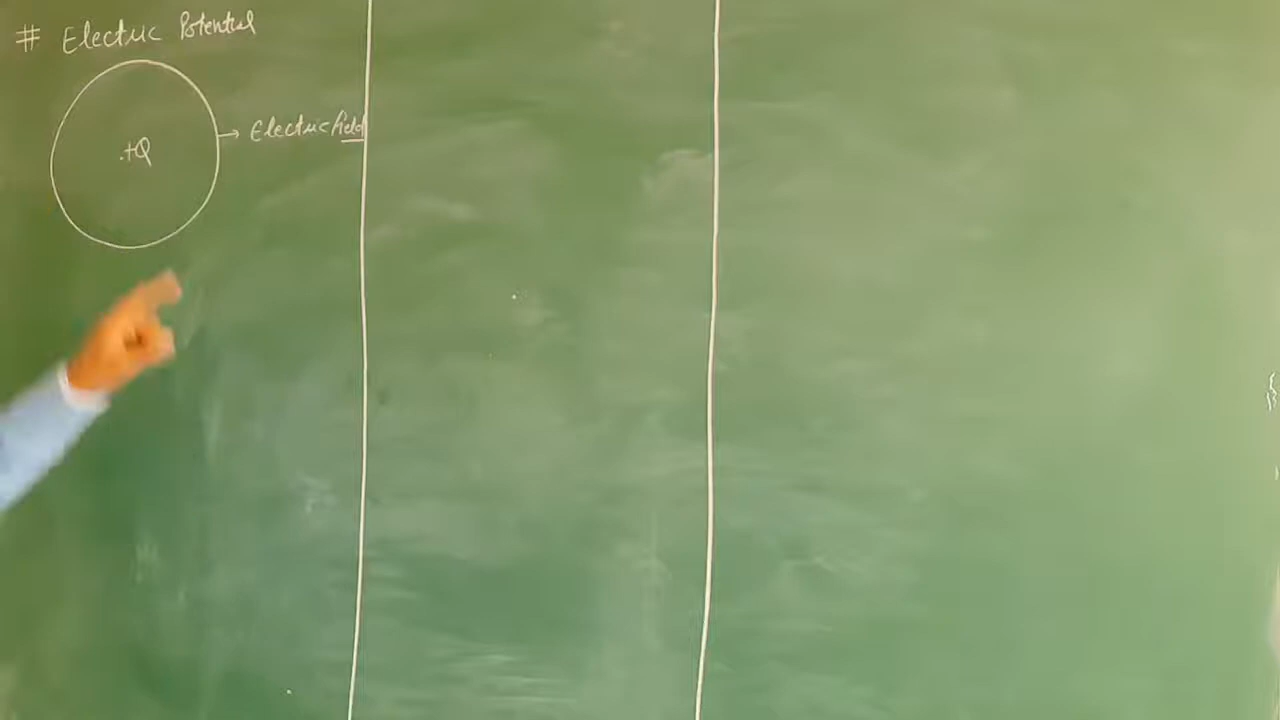 # Electric Potential
→ Electric field
.+Q